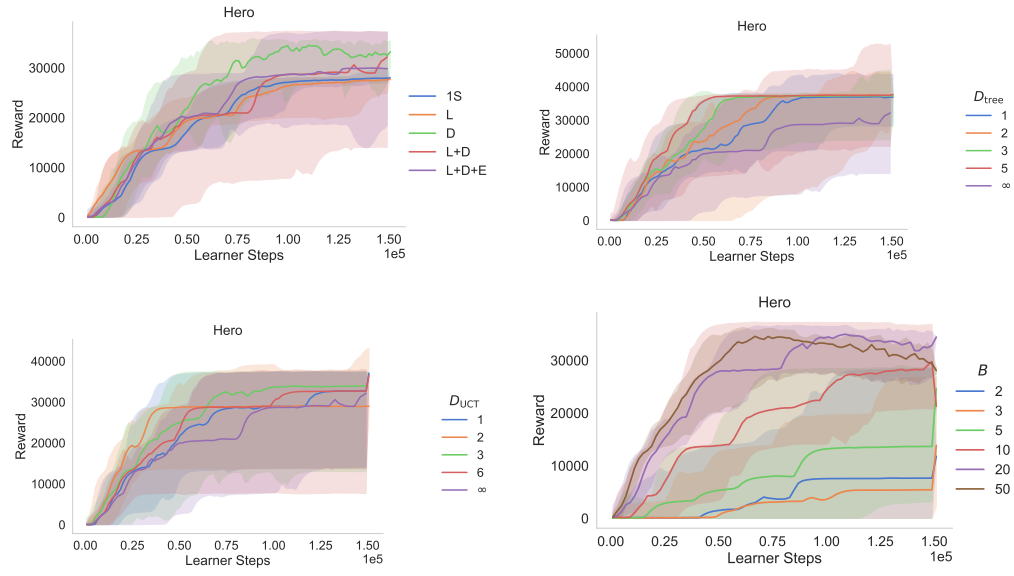 Hero
Reward
30000
20000
10000
0
0.00 0.25 0.50 0.75 1.00 1.25 1.50
1e5
Learner Steps
1S
L
D
L+D
L+D+E
Hero
Reward
50000
40000
30000
20000
10000
0
0.00 0.25 0.50 0.75 1.00 1.25 1.50
1e5
Learner Steps
D_tree
1
2
3
5
∞
Hero
Reward
40000
30000
20000
10000
0
0.00 0.25 0.50 0.75 1.00 1.25 1.50
1e5
Learner Steps
D_UCT
1
2
3
6
∞
Hero
Reward
30000
20000
10000
0
0.00 0.25 0.50 0.75 1.00 1.25 1.50
1e5
Learner Steps
B
2
3
5
10
20
50